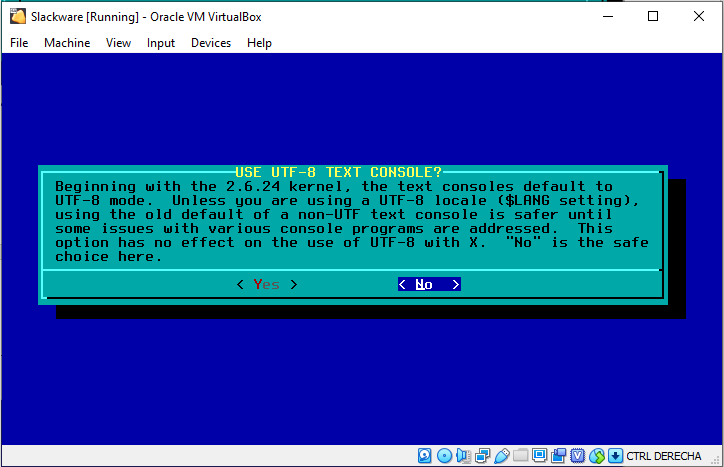 Slackware [Running] - Oracle VM VirtualBox
File Machine View Input Devices Help
USE UTF-8 TEXT CONSOLE?
Beginning with the 2.6.24 kernel, the text consoles default to
UTF-8 mode.  Unless you are using a UTF-8 locale ($LANG setting),
using the old default of a non-UTF text console is safer until
some issues with various console programs are addressed.  This
option has no effect on the use of UTF-8 with X.  "No" is the safe
choice here.
< Yes > < No >
CTRL DERECHA